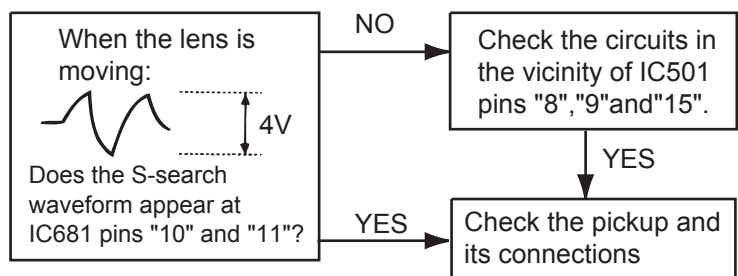 When the lens is
moving:
4V
Does the S-search
waveform appear at
IC681 pins "10" and "11"?
NO
Check the circuits in
the vicinity of IC501
pins "8","9"and"15".
YES
YES
Check the pickup and
its connections